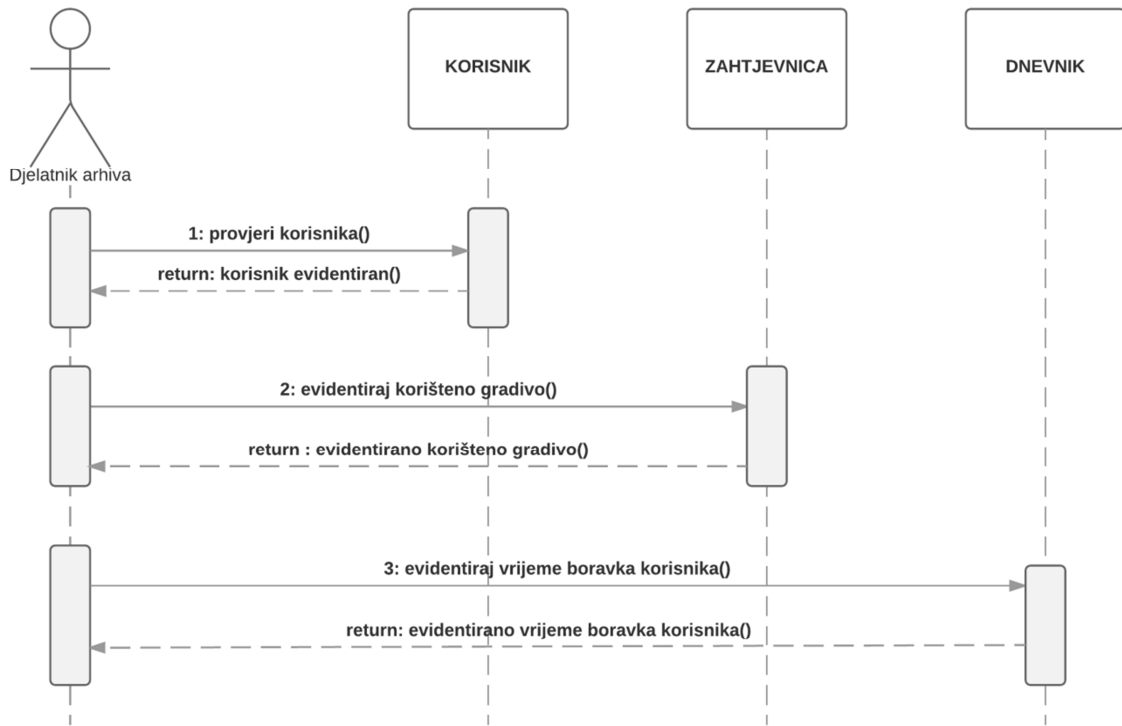 KORISNIK
ZAHTJEVNICA
DNEVNIK
Djelatnik arhiva
1: provjeri korisnika()
return: korisnik evidentiran()
2: evidentiraj korišteno gradivo()
return : evidentirano korišteno gradivo()
3: evidentiraj vrijeme boravka korisnika()
return: evidentirano vrijeme boravka korisnika()